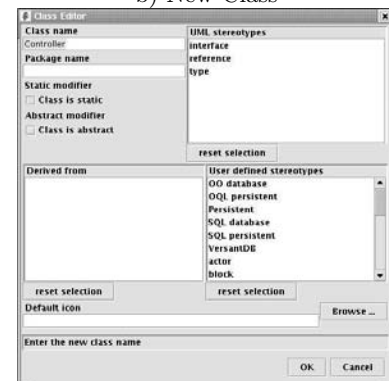 b) New Class
Class Editor
Class name
Controller
Package name
Static modifier
Class is static
Abstract modifier
Class is abstract
UML stereotypes
interface
reference
type
reset selection
Derived from
reset selection
User defined stereotypes
OO database
OQL persistent
Persistent
SQL database
SQL persistent
VersantDB
actor
block
reset selection
Default icon
Browse ...
Enter the new class name
OK
Cancel